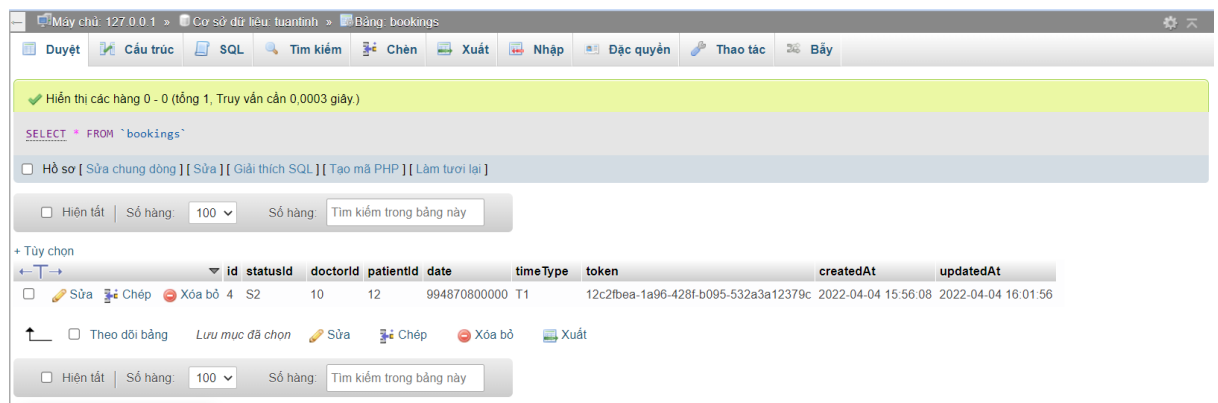 Máy chủ: 127.0.0.1 » Cơ sở dữ liệu: tuantinh » Bảng: bookings
Duyệt Cấu trúc SQL Tìm kiếm Chèn Xuất Nhập Đặc quyền Thao tác Bẫy
Hiển thị các hàng 0 - 0 (tổng 1, Truy vấn cần 0,0003 giây.)
SELECT * FROM `bookings`
Hồ sơ [ Sửa chung dòng ] [ Sửa ] [ Giải thích SQL ] [ Tạo mã PHP ] [ Làm tươi lại ]
Hiện tất | Số hàng: 100 Số hàng: Tìm kiếm trong bảng này
+ Tùy chọn
←T→ id statusId doctorId patientId date timeType token createdAt updatedAt
Sửa Chép Xóa bỏ 4 S2 10 12 994870800000 T1 12c2fbea-1a96-428f-b095-532a3a12379c 2022-04-04 15:56:08 2022-04-04 16:01:56
Theo dõi bảng Lưu mục đã chọn Sửa Chép Xóa bỏ Xuất
Hiện tất | Số hàng: 100 Số hàng: Tìm kiếm trong bảng này